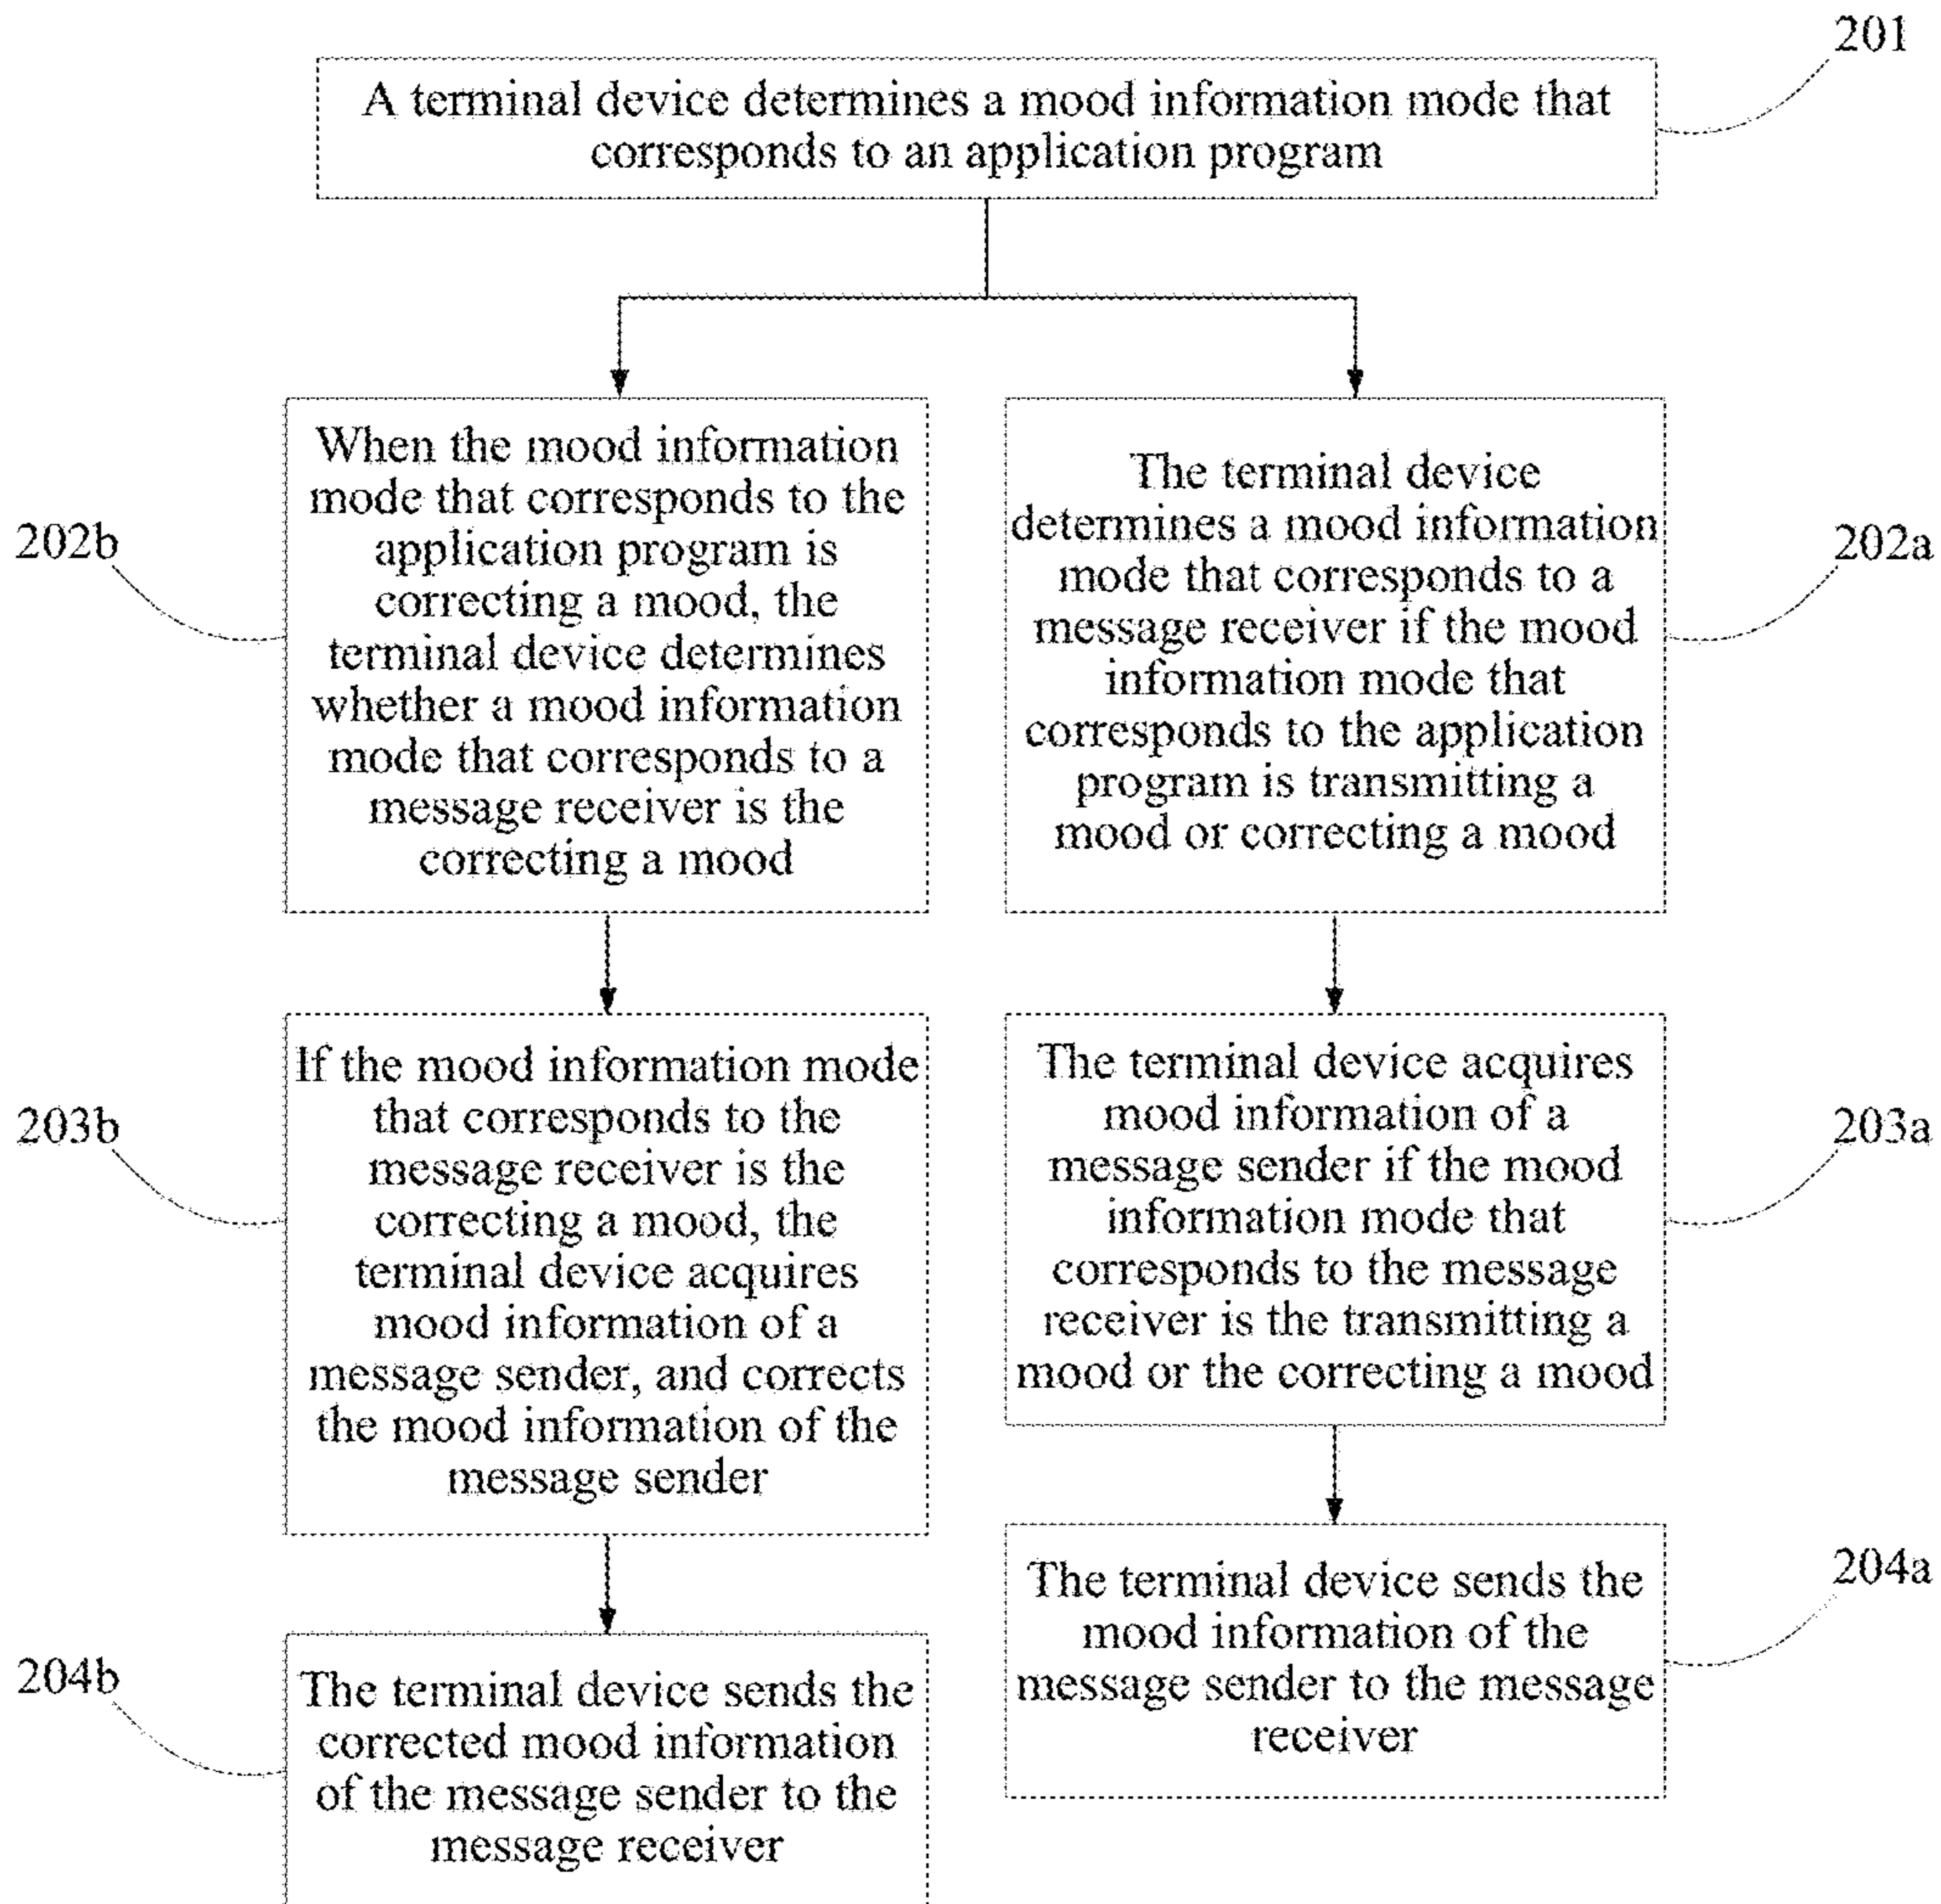 201
A terminal device determines a mood information mode that
corresponds to an application program
202b
When the mood information
mode that corresponds to the
application program is
correcting a mood, the
terminal device determines
whether a mood information
mode that corresponds to a
message receiver is the
correcting a mood
The terminal device
determines a mood information
mode that corresponds to a
message receiver if the mood
information mode that
corresponds to the application
program is transmitting a
mood or correcting a mood
202a
203b
If the mood information mode
that corresponds to the
message receiver is the
correcting a mood, the
terminal device acquires
mood information of a
message sender, and corrects
the mood information of the
message sender
The terminal device acquires
mood information of a
message sender if the mood
information mode that
corresponds to the message
receiver is the transmitting a
mood or the correcting a mood
203a
204b
The terminal device sends the
corrected mood information
of the message sender to the
message receiver
The terminal device sends the
mood information of the
message sender to the message
receiver
204a